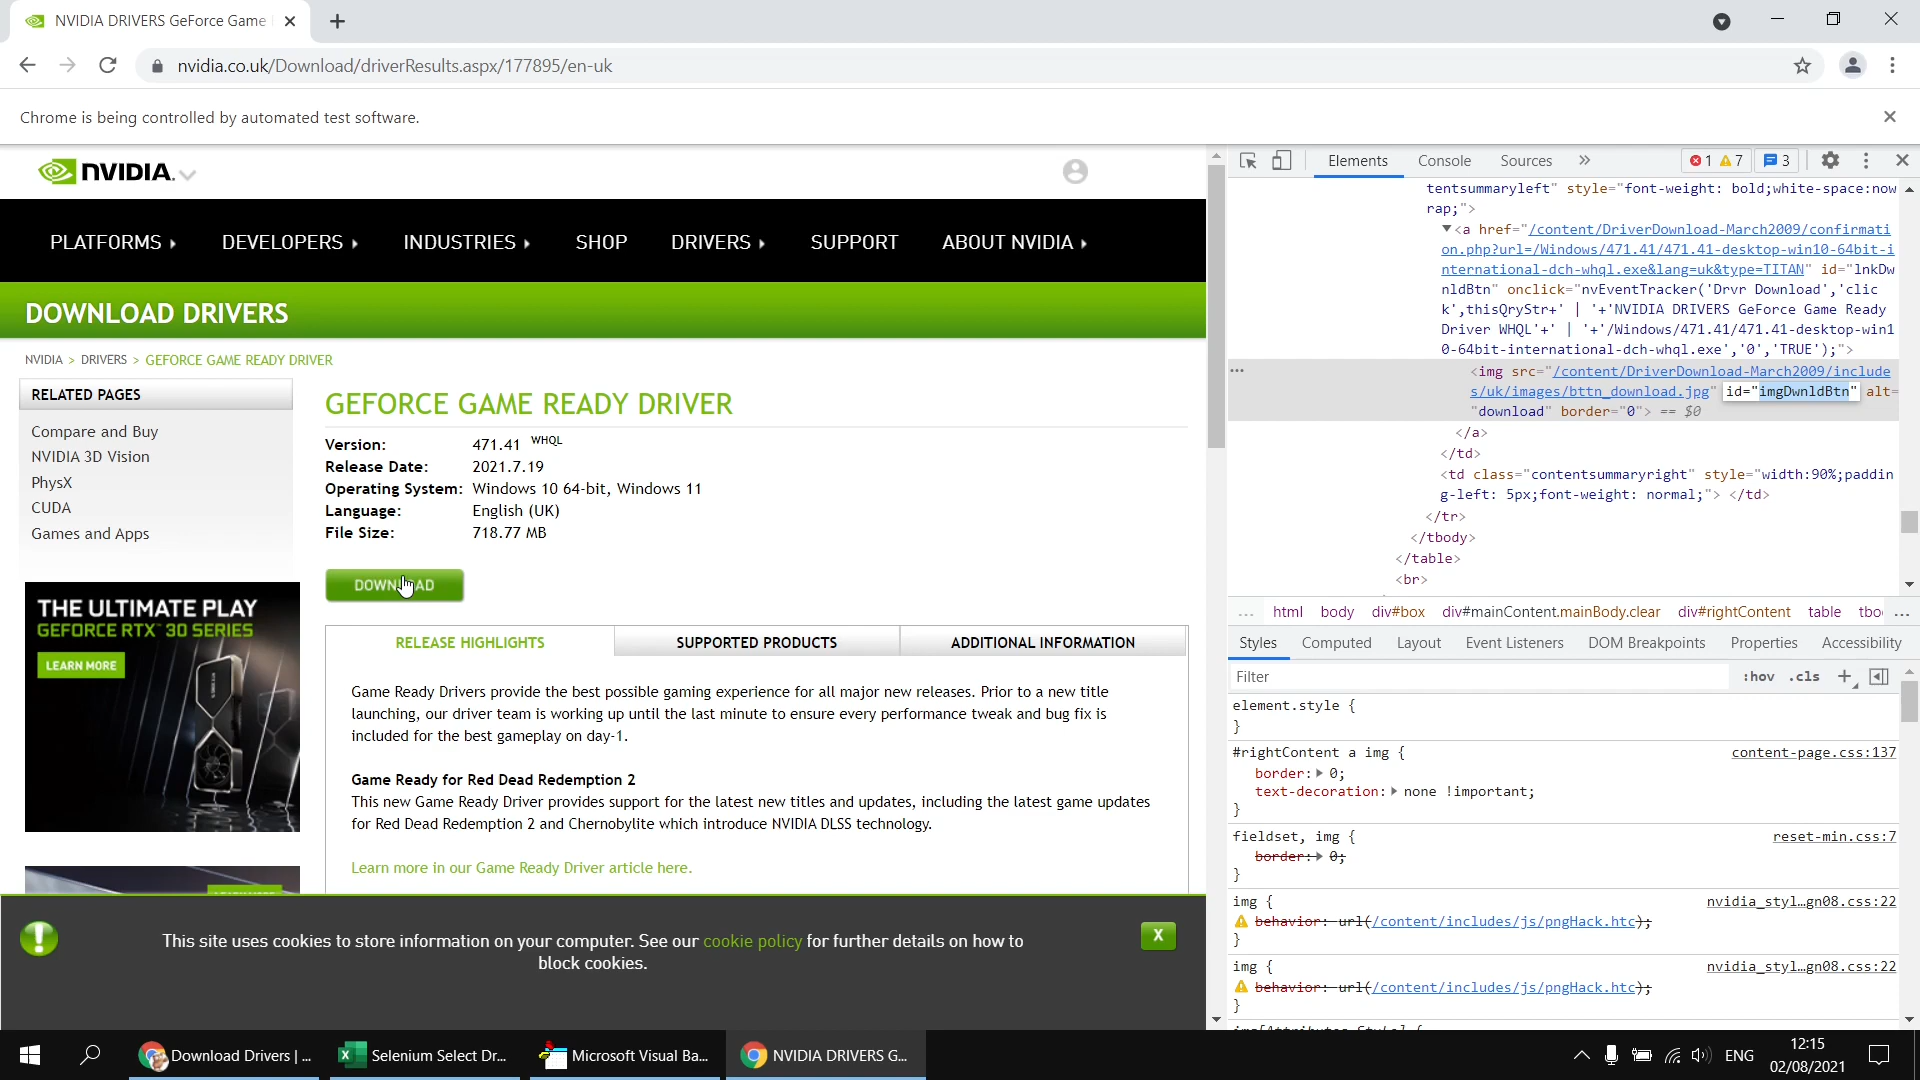 NVIDIA DRIVERS GeForce Game
nvidia.co.uk/Download/driverResults.aspx/177895/en-uk
Chrome is being controlled by automated test software.
NVIDIA.
PLATFORMS
DEVELOPERS
INDUSTRIES
SHOP
DRIVERS
SUPPORT
ABOUT NVIDIA
DOWNLOAD DRIVERS
NVIDIA > DRIVERS > GEFORCE GAME READY DRIVER
RELATED PAGES
Compare and Buy
NVIDIA 3D Vision
PhysX
CUDA
Games and Apps
THE ULTIMATE PLAY
GEFORCE RTX™ 30 SERIES
LEARN MORE
GEFORCE GAME READY DRIVER
Version: 471.41 WHQL
Release Date: 2021.7.19
Operating System: Windows 10 64-bit, Windows 11
Language: English (UK)
File Size: 718.77 MB
DOWNLOAD
RELEASE HIGHLIGHTS
SUPPORTED PRODUCTS
ADDITIONAL INFORMATION
Game Ready Drivers provide the best possible gaming experience for all major new releases. Prior to a new title
launching, our driver team is working up until the last minute to ensure every performance tweak and bug fix is
included for the best gameplay on day-1.
Game Ready for Red Dead Redemption 2
This new Game Ready Driver provides support for the latest new titles and updates, including the latest game updates
for Red Dead Redemption 2 and Chernobylite which introduce NVIDIA DLSS technology.
Learn more in our Game Ready Driver article here.
This site uses cookies to store information on your computer. See our cookie policy for further details on how to
block cookies.
X
Elements
Console
Sources
1
7
3
tentsummaryleft" style="font-weight: bold;white-space:now
rap;">
<a href="/content/DriverDownload-March2009/confirmati
on.php?url=/Windows/471.41/471.41-desktop-win10-64bit-i
nternational-dch-whql.exe&lang=uk&type=TITAN" id="lnkDw
nldBtn" onclick="nvEventTracker('Drvr Download','clic
k',thisQryStr+' | '+'NVIDIA DRIVERS GeForce Game Ready
Driver WHQL'+' | '+'/Windows/471.41/471.41-desktop-win1
0-64bit-international-dch-whql.exe','0','TRUE');">
<img src="/content/DriverDownload-March2009/include
s/uk/images/bttn_download.jpg" id="imgDwnldBtn" alt=
"download" border="0"> == $0
</a>
</td>
<td class="contentsummaryright" style="width:90%;paddin
g-left: 5px;font-weight: normal;"> </td>
</tr>
</tbody>
</table>
<br>
... html body div#box div#mainContent.mainBody.clear div#rightContent table tbo ...
Styles
Computed
Layout
Event Listeners
DOM Breakpoints
Properties
Accessibility
Filter
:hov
.cls
element.style {
}
#rightContent a img { content-page.css:137
border: 0;
text-decoration: none !important;
}
fieldset, img { reset-min.css:7
border: 0;
}
img { nvidia_styl…gn08.css:22
behavior: url(/content/includes/js/pngHack.htc);
}
img { nvidia_styl…gn08.css:22
behavior: url(/content/includes/js/pngHack.htc);
}
Download Drivers | ...
Selenium Select Dr...
Microsoft Visual Ba...
NVIDIA DRIVERS G...
ENG
12:15
02/08/2021